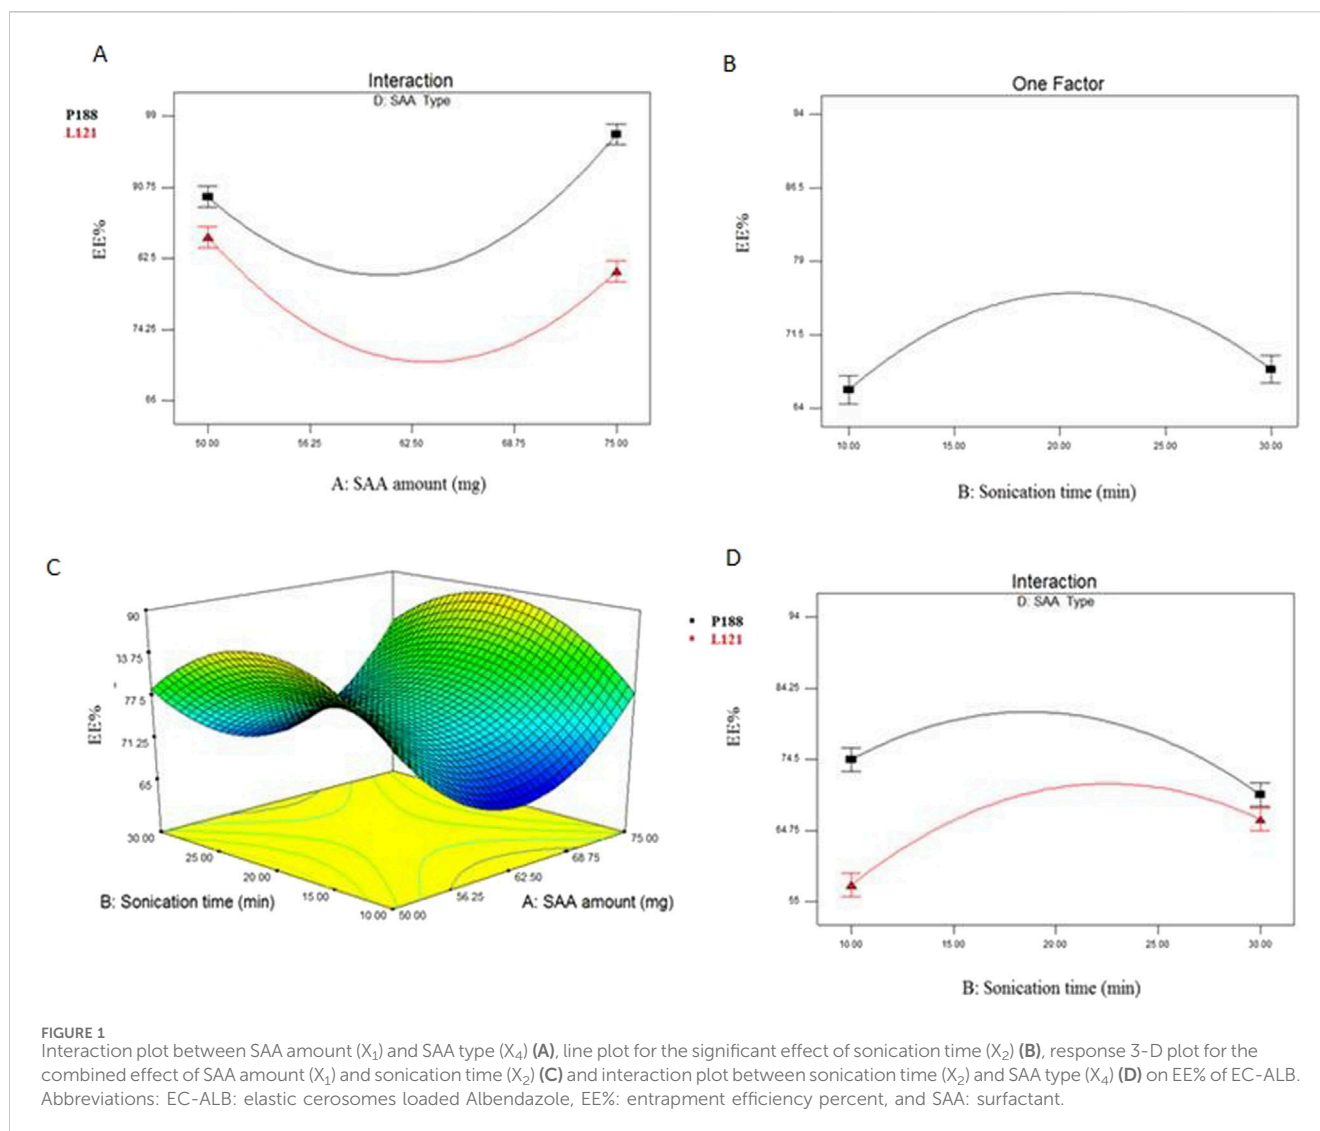 A
Interaction
D: SAA Type
P188
L121
99
90.75
62.5
74.25
66
EE%
50.00
56.25
62.50
68.75
75.00
A: SAA amount (mg)
B
One Factor
94
86.5
79
71.5
64
EE%
10.00
15.00
20.00
25.00
30.00
B: Sonication time (min)
C
90
33.75
77.5
71.25
65
EE%
30.00
25.00
20.00
15.00
10.00
50.00
56.25
62.50
68.75
75.00
B: Sonication time (min)
A: SAA amount (mg)
D
Interaction
D: SAA Type
P188
L121
94
84.25
74.5
64.75
55
EE%
10.00
15.00
20.00
25.00
30.00
B: Sonication time (min)
FIGURE 1
Interaction plot between SAA amount (X₁) and SAA type (X₄) (A), line plot for the significant effect of sonication time (X₂) (B), response 3-D plot for the
combined effect of SAA amount (X₁) and sonication time (X₂) (C) and interaction plot between sonication time (X₂) and SAA type (X₄) (D) on EE% of EC-ALB.
Abbreviations: EC-ALB: elastic cerosomes loaded Albendazole, EE%: entrapment efficiency percent, and SAA: surfactant.